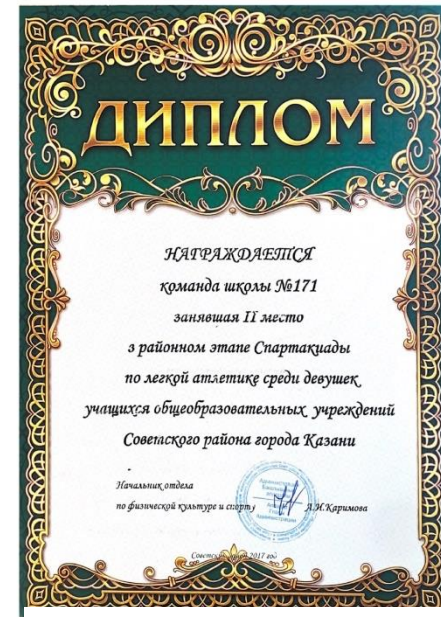 ДИПЛОМ
НАГРАЖДАЕТСЯ
команда школы №171
занявшая II место
з районном этапе Спартакиады
по легкой атлетике среди девушек
учащихся общеобразовательных учреждений
Советского района города Казани
Начальник отдела
по физической культуре и спорту А.И.Каримова
Советский 2017 год